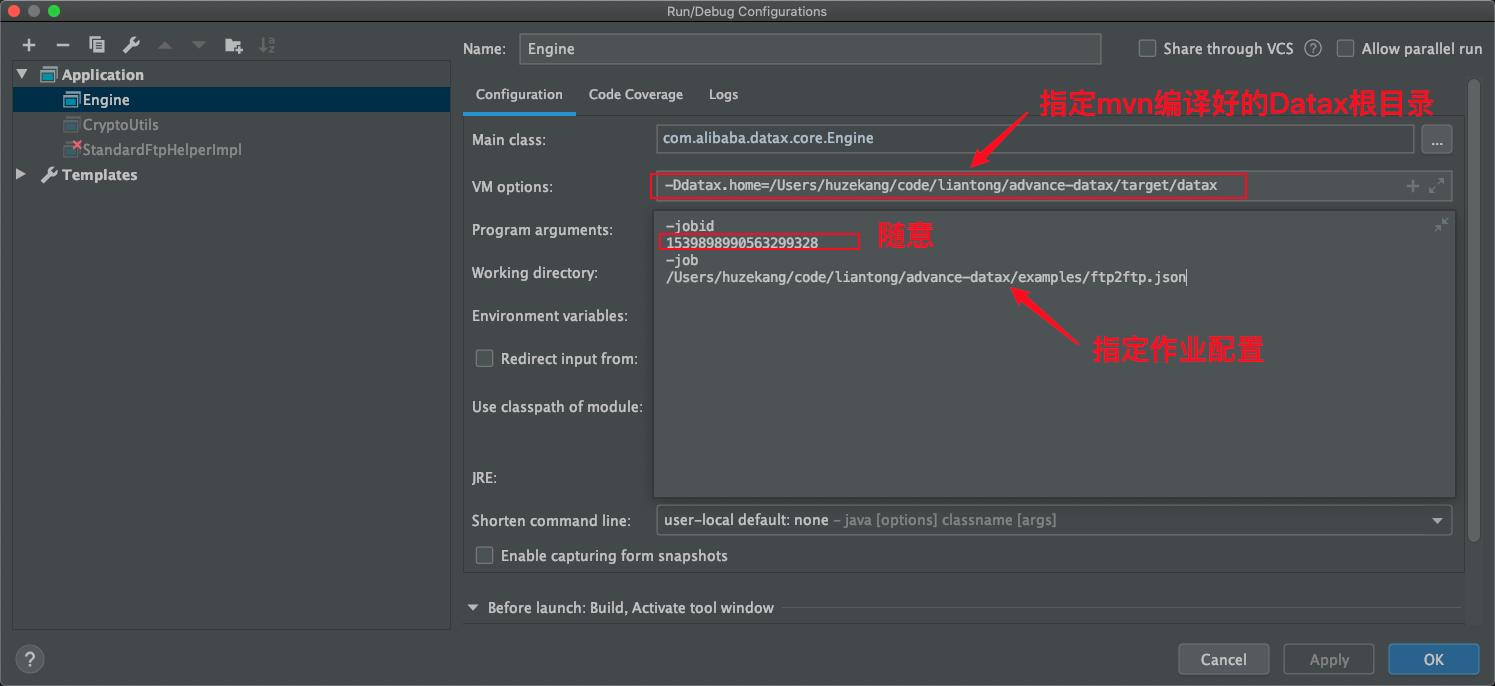 Run/Debug Configurations
Name:
Engine
Share through VCS
?
Allow parallel run
Application
Engine
CryptoUtils
StandardFtpHelperImpl
Templates
Configuration
Code Coverage
Logs
指定mvn编译好的Datax根目录
Main class:
com.alibaba.datax.core.Engine
...
VM options:
-Ddatax.home=/Users/huzekang/code/liantong/advance-datax/target/datax
Program arguments:
-jobid
1539898990563299328
随意
-job
/Users/huzekang/code/liantong/advance-datax/examples/ftp2ftp.json
指定作业配置
Working directory:
Environment variables:
Redirect input from:
Use classpath of module:
JRE:
Shorten command line:
user-local default: none - java [options] classname [args]
Enable capturing form snapshots
Before launch: Build, Activate tool window
?
Cancel
Apply
OK